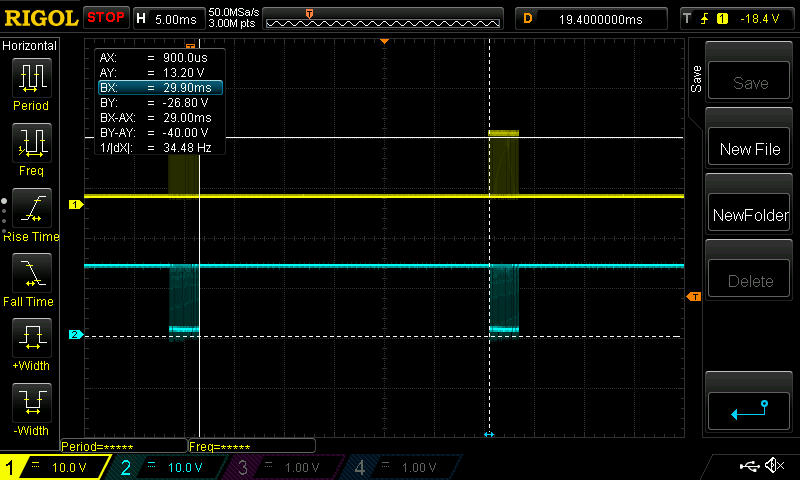 RIGOL STOP H 5.00ms 50.0MSa/s 3.00M pts T D 19.4000000ms T 1 -18.4 V
Horizontal
Period
Freq
Rise Time
Fall Time
+Width
-Width
T
AX: = 900.0us
AY: = 13.20 V
BX: = 29.90ms
BY: = -26.80 V
BX-AX: = 29.00ms
BY-AY: = -40.00 V
1/|dX|: = 34.48 Hz
1
2
T
Save
Save
New File
NewFolder
Delete
Period=***** Freq=*****
1 = 10.0 V 2 = 10.0 V 3 = 1.00 V 4 = 1.00 V